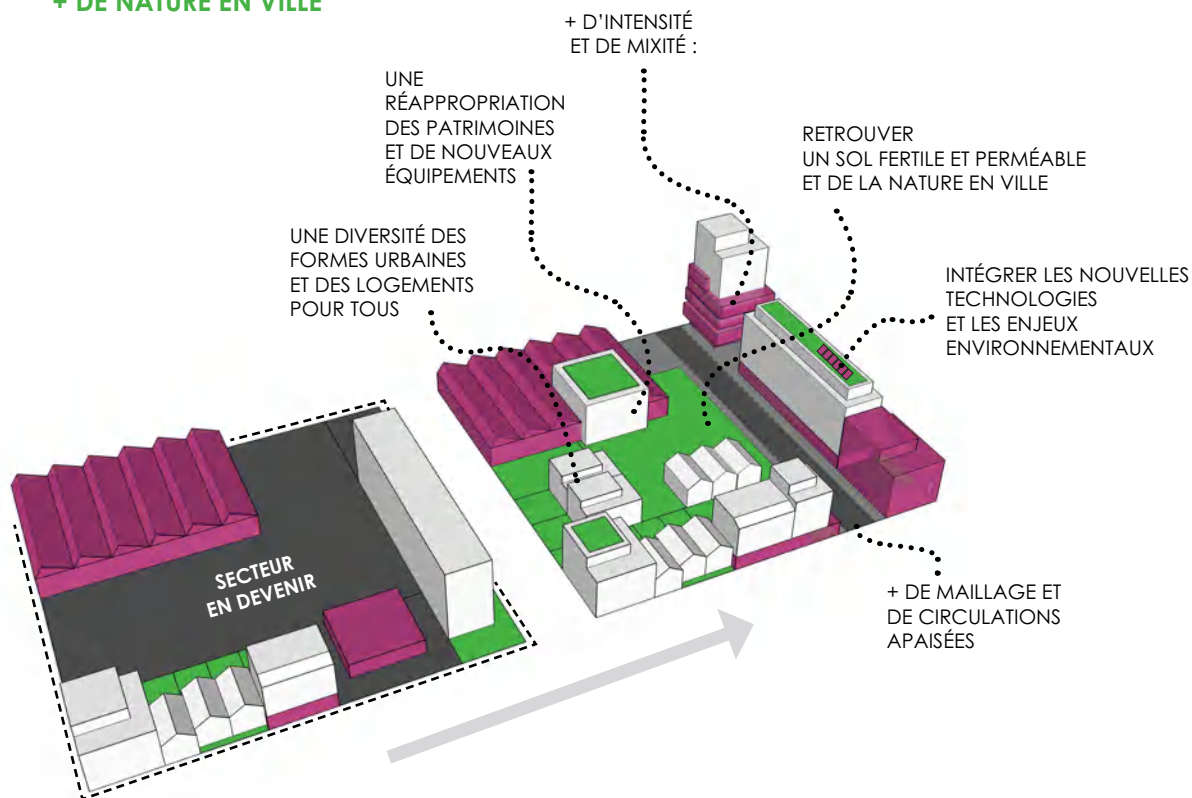 + DE NATURE EN VILLE
+ D’INTENSITÉ
ET DE MIXITÉ :
UNE
RÉAPPROPRIATION
DES PATRIMOINES
ET DE NOUVEAUX
ÉQUIPEMENTS
RETROUVER
UN SOL FERTILE ET PERMÉABLE
ET DE LA NATURE EN VILLE
UNE DIVERSITÉ DES
FORMES URBAINES
ET DES LOGEMENTS
POUR TOUS
INTÉGRER LES NOUVELLES
TECHNOLOGIES
ET LES ENJEUX
ENVIRONNEMENTAUX
SECTEUR
EN DEVENIR
+ DE MAILLAGE ET
DE CIRCULATIONS
APAISÉES